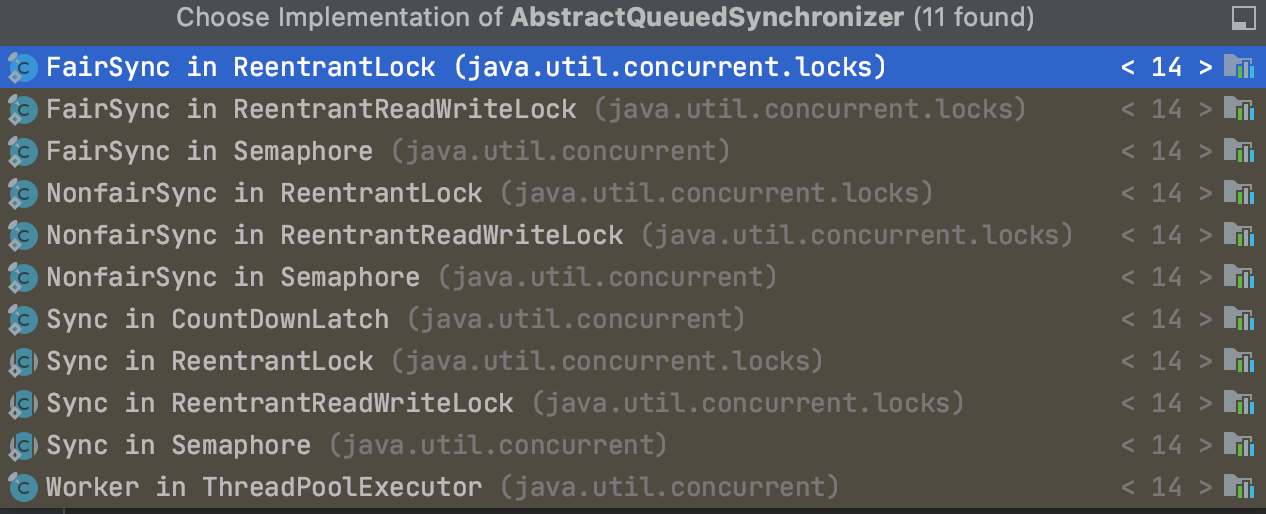 Choose Implementation of AbstractQueuedSynchronizer (11 found)
FairSync in ReentrantLock (java.util.concurrent.locks) < 14 >
FairSync in ReentrantReadWriteLock (java.util.concurrent.locks) < 14 >
FairSync in Semaphore (java.util.concurrent) < 14 >
NonfairSync in ReentrantLock (java.util.concurrent.locks) < 14 >
NonfairSync in ReentrantReadWriteLock (java.util.concurrent.locks) < 14 >
NonfairSync in Semaphore (java.util.concurrent) < 14 >
Sync in CountDownLatch (java.util.concurrent) < 14 >
Sync in ReentrantLock (java.util.concurrent.locks) < 14 >
Sync in ReentrantReadWriteLock (java.util.concurrent.locks) < 14 >
Sync in Semaphore (java.util.concurrent) < 14 >
Worker in ThreadPoolExecutor (java.util.concurrent) < 14 >